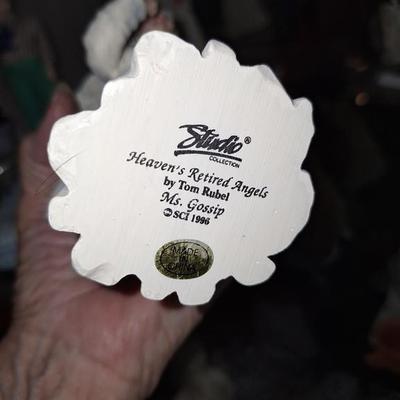 Studio®
COLLECTION
Heaven's Retired Angels
by Tom Rubel
Ms. Gossip
SCI 1996
MADE
IN
CHINA